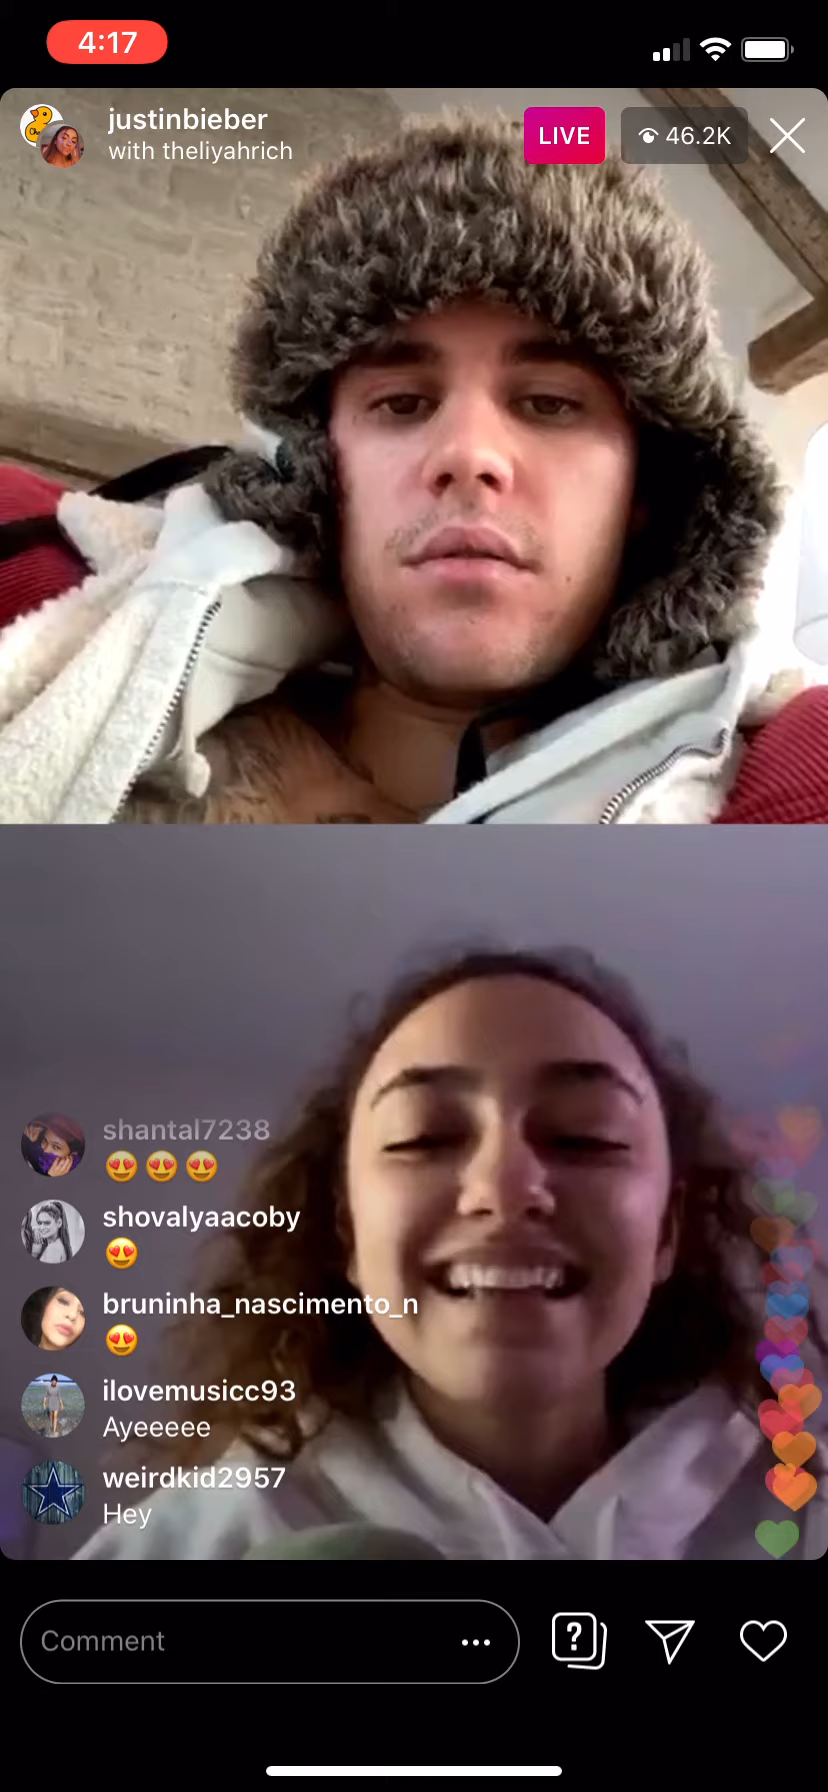 4:17
justinbieber
with theliyahrich
LIVE
46.2K
shantal7238
😍😍😍
shovalyaacoby
😍
bruninha_nascimento_n
😍
ilovemusicc93
Ayeeeee
weirdkid2957
Hey
Comment